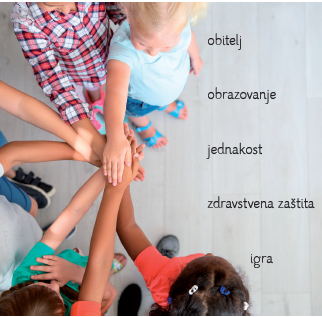 obitelj
obrazovanje
jednakost
zdravstvena zaštita
igra